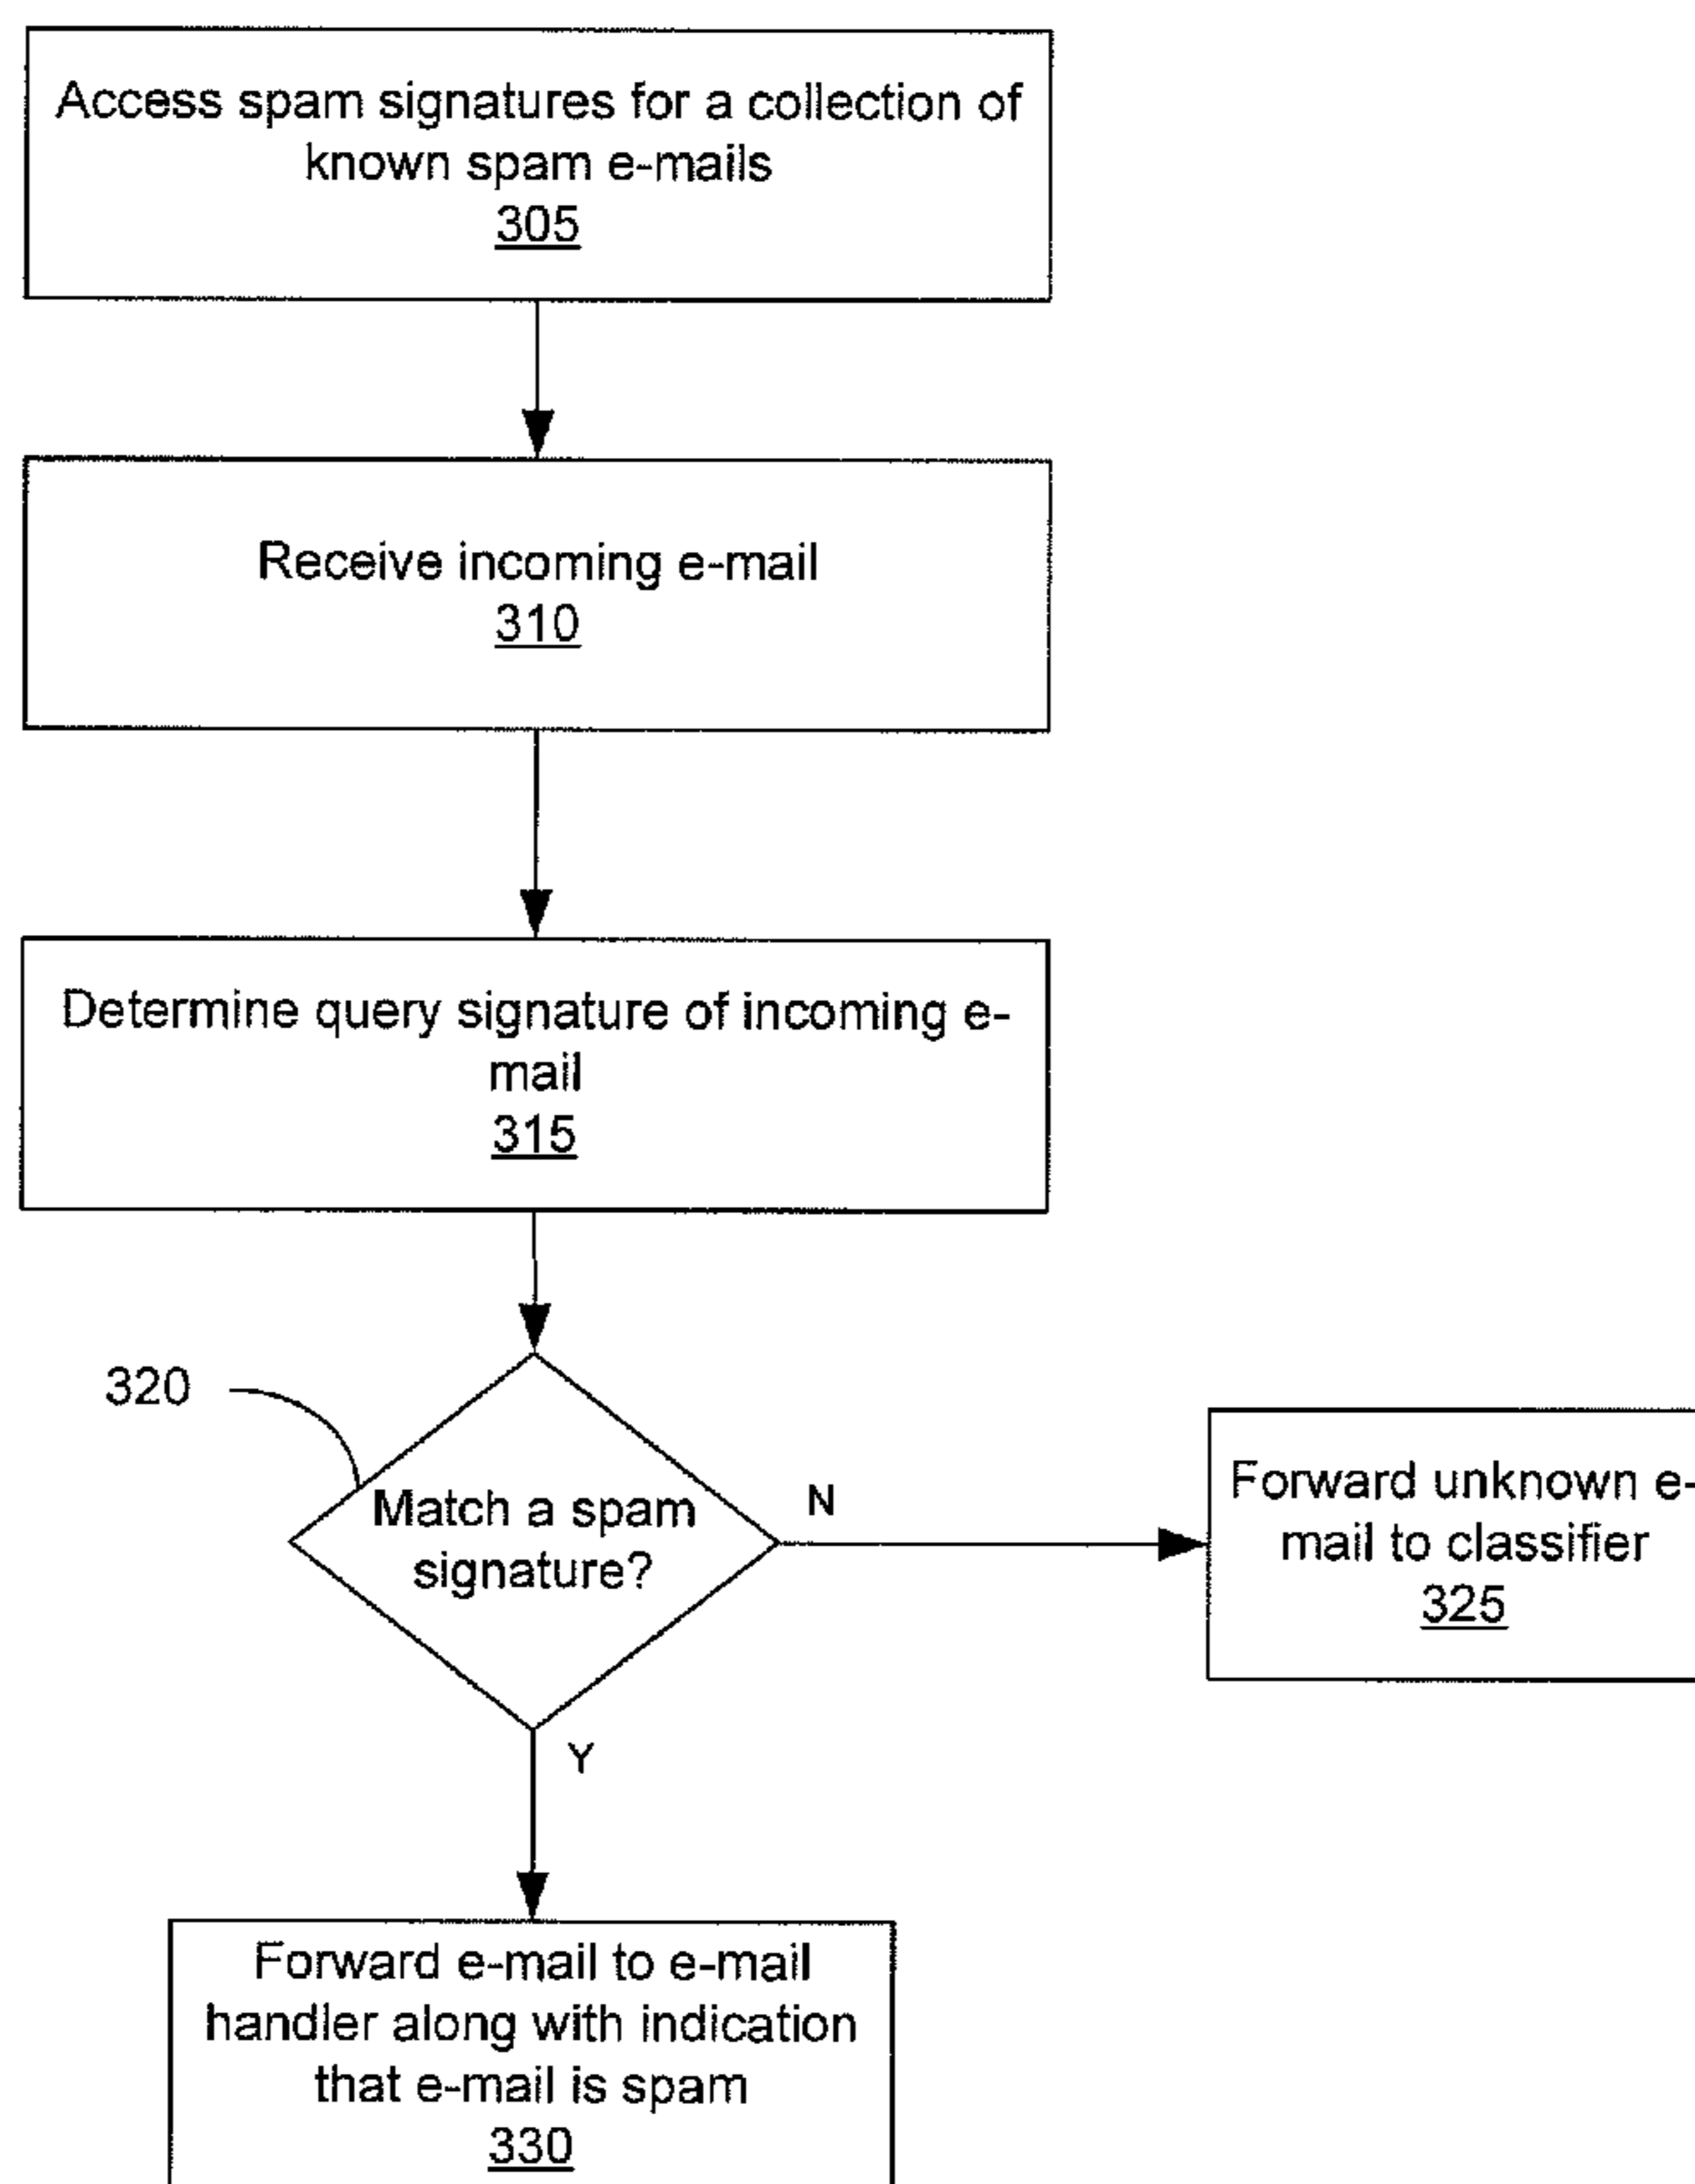 Access spam signatures for a collection of
known spam e-mails
305
Receive incoming e-mail
310
Determine query signature of incoming e-
mail
315
320
Match a spam
signature?
N
Forward unknown e-
mail to classifier
325
Y
Forward e-mail to e-mail
handler along with indication
that e-mail is spam
330